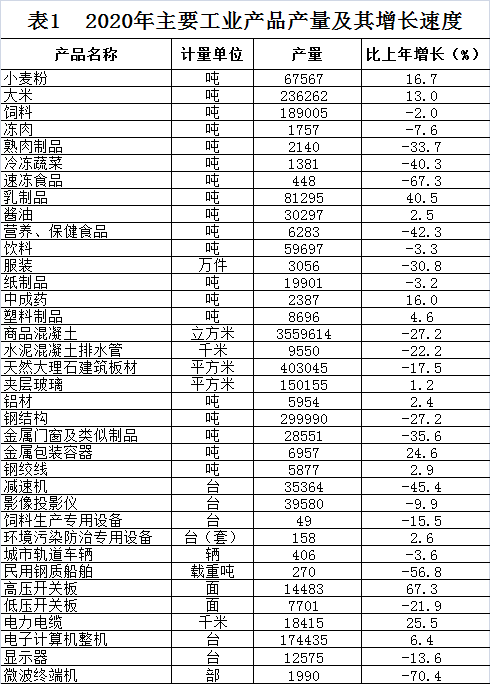 表1 2020年主要工业产品产量及其增长速度
产品名称 计量单位 产量 比上年增长（%）
小麦粉 吨 67567 16.7
大米 吨 236262 13.0
饲料 吨 189005 -2.0
冻肉 吨 1757 -7.6
熟肉制品 吨 2140 -33.7
冷冻蔬菜 吨 1381 -40.3
速冻食品 吨 448 -67.3
乳制品 吨 81295 40.5
酱油 吨 30297 2.5
营养、保健食品 吨 6283 -42.3
饮料 吨 59697 -3.3
服装 万件 3056 -30.8
纸制品 吨 19901 -3.2
中成药 吨 2387 16.0
塑料制品 吨 8696 4.6
商品混凝土 立方米 3559614 -27.2
水泥混凝土排水管 千米 9550 -22.2
天然大理石建筑板材 平方米 403045 -17.5
夹层玻璃 平方米 150155 1.2
铝材 吨 5954 2.4
钢结构 吨 299990 -27.2
金属门窗及类似制品 吨 28551 -35.6
金属包装容器 吨 6957 24.6
钢绞线 吨 5877 2.9
减速机 台 35364 -45.4
影像投影仪 台 39580 -9.9
饲料生产专用设备 台 49 -15.5
环境污染防治专用设备 台（套） 158 2.6
城市轨道车辆 辆 406 -3.6
民用钢质船舶 载重吨 270 -56.8
高压开关板 面 14483 67.3
低压开关板 面 7701 -21.9
电力电缆 千米 18415 25.5
电子计算机整机 台 174435 6.4
显示器 台 12575 -13.6
微波终端机 部 1990 -70.4